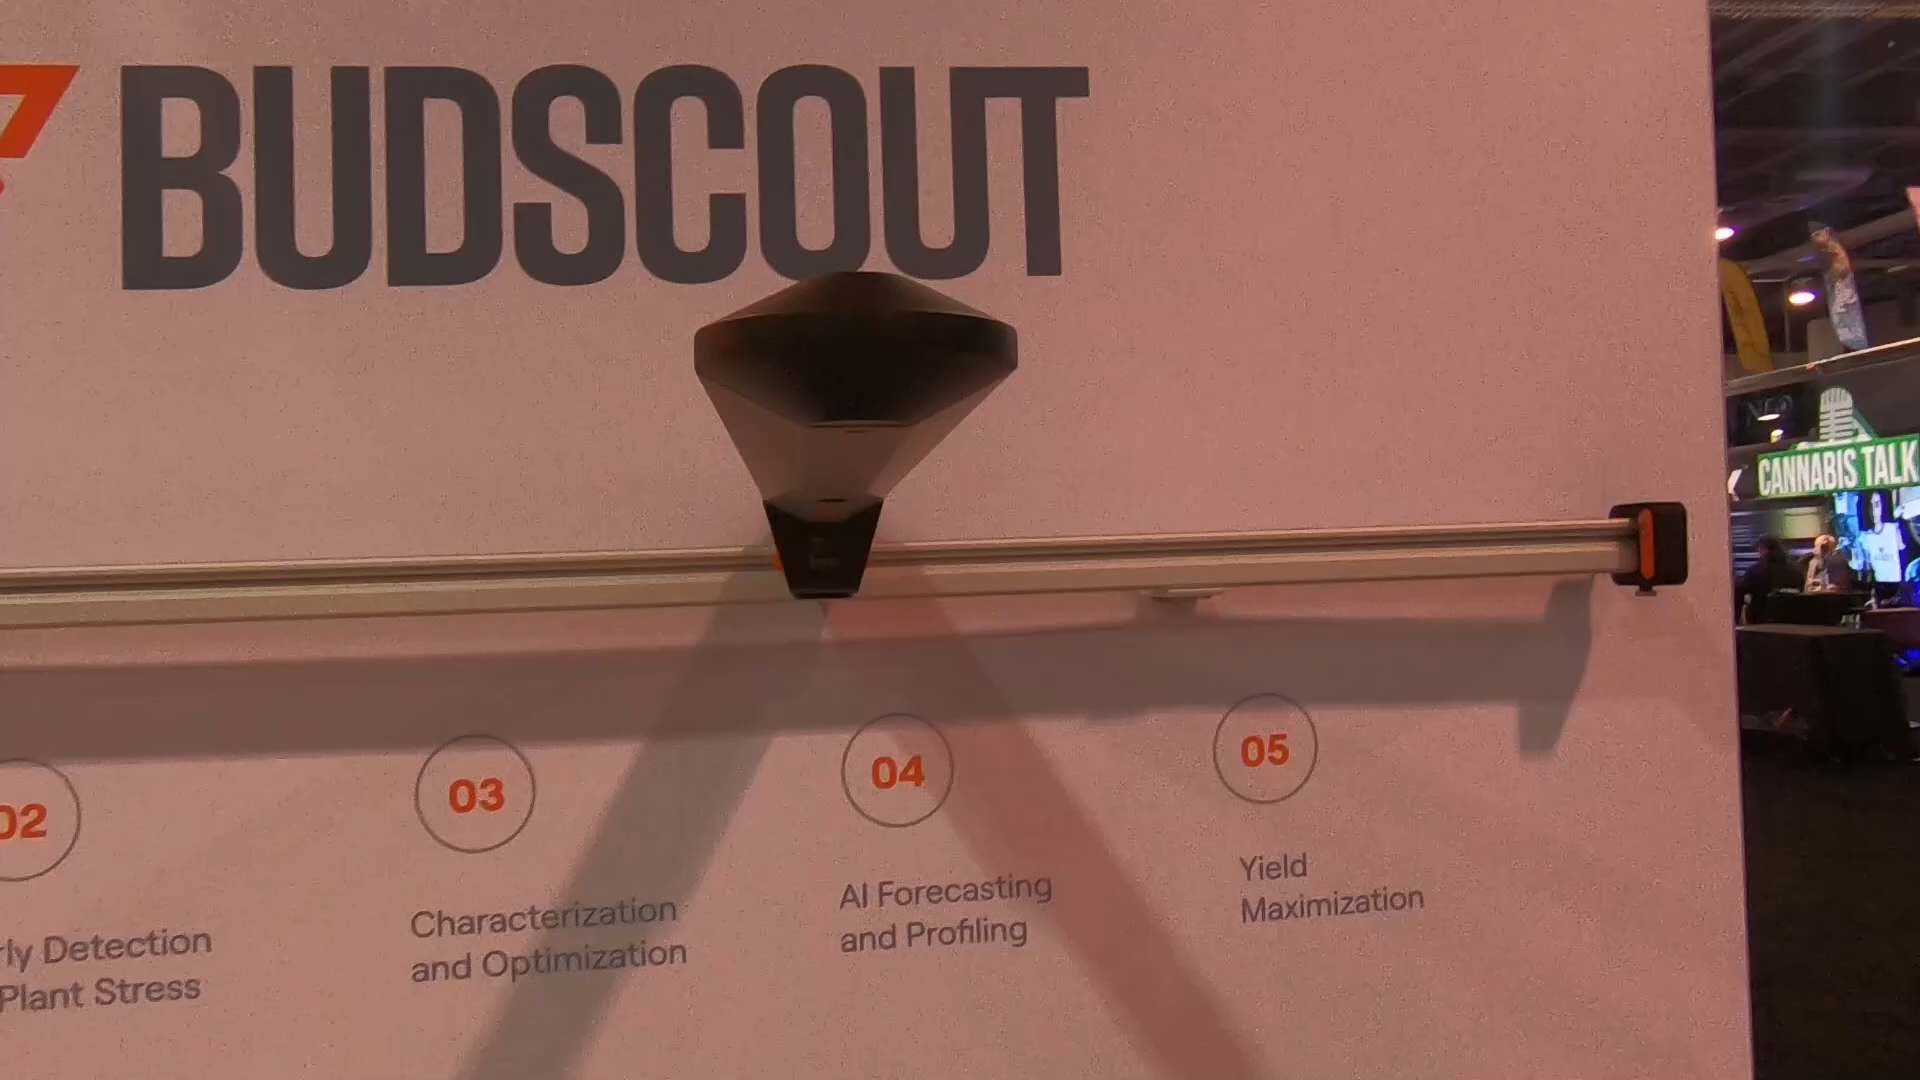 BUDSCOUT
CANNABIS TALK
02
03
04
05
rly Detection
Plant Stress
Characterization
and Optimization
AI Forecasting
and Profiling
Yield
Maximization